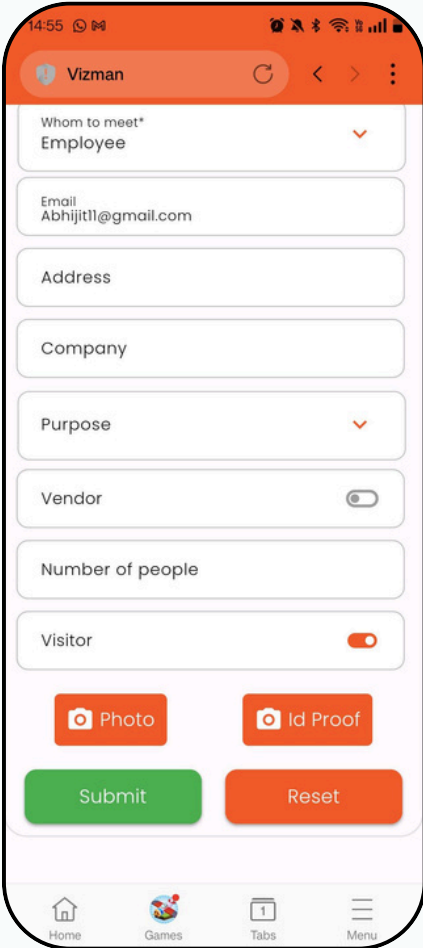 14:55
Vizman
Whom to meet*
Employee
Email
Abhijit11@gmail.com
Address
Company
Purpose
Vendor
Number of people
Visitor
Photo
Id Proof
Submit
Reset
1
Home
Games
Tabs
Menu